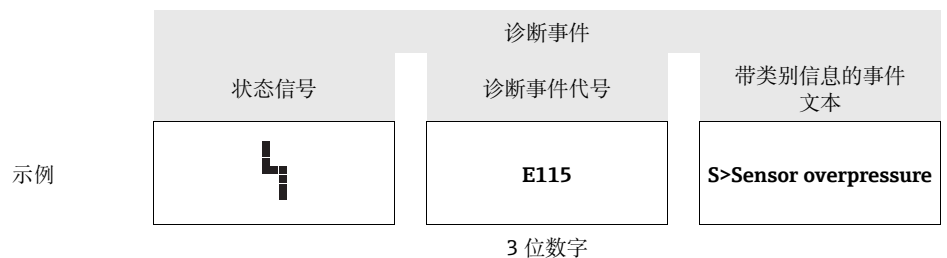 诊断事件
状态信号
诊断事件代号
带类别信息的事件
文本
示例
E115
S>Sensor overpressure
3 位数字